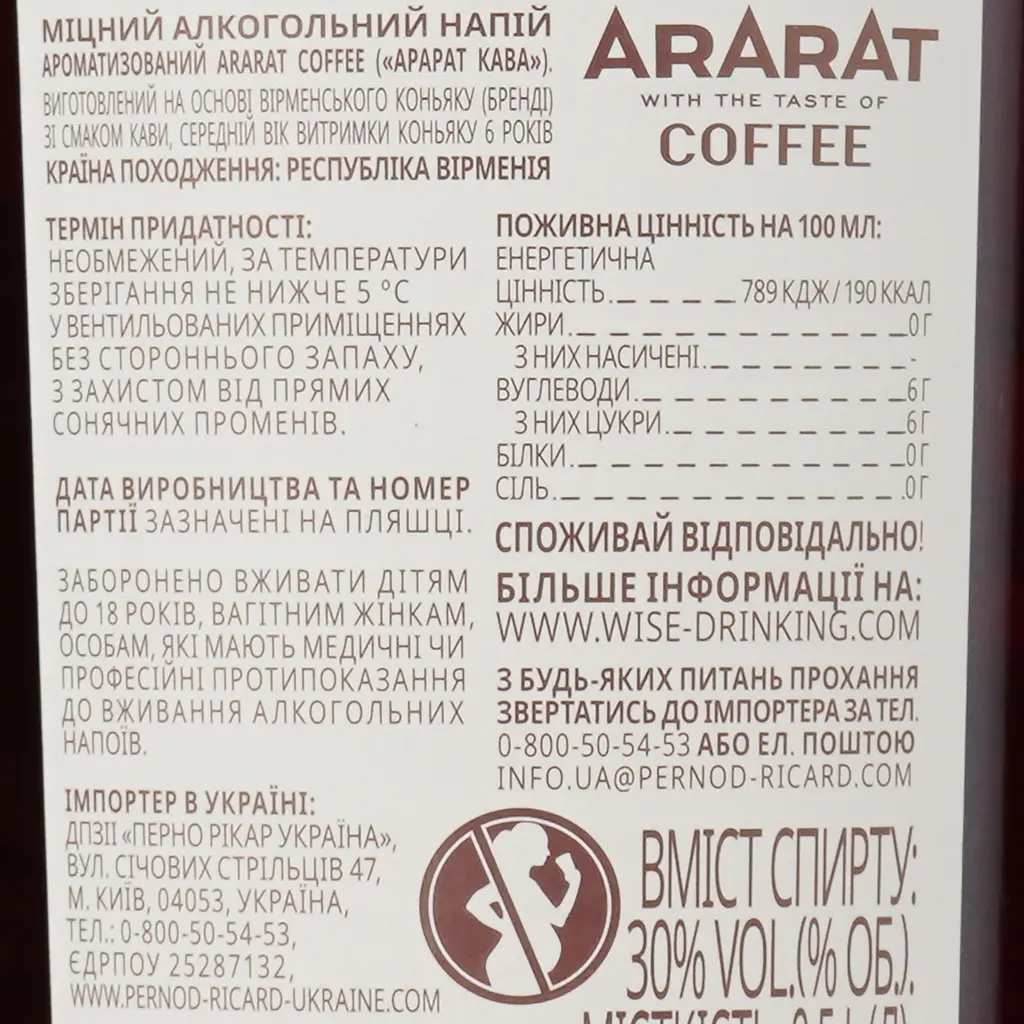 МІЦНИЙ АЛКОГОЛЬНИЙ НАПІЙ
АРОМАТИЗОВАНИЙ ARARAT COFFEE («АРАРАТ КАВА»).
ВИГОТОВЛЕНИЙ НА ОСНОВІ ВІРМЕНСЬКОГО КОНЬЯКУ (БРЕНДІ)
ЗІ СМАКОМ КАВИ, СЕРЕДНІЙ ВІК ВИТРИМКИ КОНЬЯКУ 6 РОКІВ
КРАЇНА ПОХОДЖЕННЯ: РЕСПУБЛІКА ВІРМЕНІЯ
ARARAT
WITH THE TASTE OF
COFFEE
ТЕРМІН ПРИДАТНОСТІ:
НЕОБМЕЖЕНИЙ, ЗА ТЕМПЕРАТУРИ
ЗБЕРІГАННЯ НЕ НИЖЧЕ 5 °C
У ВЕНТИЛЬОВАНИХ ПРИМІЩЕННЯХ
БЕЗ СТОРОННЬОГО ЗАПАХУ,
З ЗАХИСТОМ ВІД ПРЯМИХ
СОНЯЧНИХ ПРОМЕНІВ.
ДАТА ВИРОБНИЦТВА ТА НОМЕР
ПАРТІЇ ЗАЗНАЧЕНІ НА ПЛЯШЦІ.
ЗАБОРОНЕНО ВЖИВАТИ ДІТЯМ
ДО 18 РОКІВ, ВАГІТНИМ ЖІНКАМ,
ОСОБАМ, ЯКІ МАЮТЬ МЕДИЧНІ ЧИ
ПРОФЕСІЙНІ ПРОТИПОКАЗАННЯ
ДО ВЖИВАННЯ АЛКОГОЛЬНИХ
НАПОЇВ.
ІМПОРТЕР В УКРАЇНІ:
ДПЗІІ «ПЕРНО РІКАР УКРАЇНА»,
ВУЛ. СІЧОВИХ СТРІЛЬЦІВ 47,
М. КИЇВ, 04053, УКРАЇНА,
ТЕЛ.: 0-800-50-54-53,
ЄДРПОУ 25287132,
WWW.PERNOD-RICARD-UKRAINE.COM
ПОЖИВНА ЦІННІСТЬ НА 100 МЛ:
ЕНЕРГЕТИЧНА
ЦІННІСТЬ. _ _ _ _ 789 КДЖ / 190 ККАЛ
ЖИРИ. _ _ _ _ _ _ _ _ _ _ _ 0 Г
З НИХ НАСИЧЕНІ. _ _ _ _ _ _ _ -
ВУГЛЕВОДИ. _ _ _ _ _ _ _ _ _ 6 Г
З НИХ ЦУКРИ. _ _ _ _ _ _ _ _ 6 Г
БІЛКИ. _ _ _ _ _ _ _ _ _ _ _ 0 Г
СІЛЬ. _ _ _ _ _ _ _ _ _ _ _ 0 Г
СПОЖИВАЙ ВІДПОВІДАЛЬНО!
БІЛЬШЕ ІНФОРМАЦІЇ НА:
WWW.WISE-DRINKING.COM
З БУДЬ-ЯКИХ ПИТАНЬ ПРОХАННЯ
ЗВЕРТАТИСЬ ДО ІМПОРТЕРА ЗА ТЕЛ.
0-800-50-54-53 АБО ЕЛ. ПОШТОЮ
INFO.UA@PERNOD-RICARD.COM
ВМІСТ СПИРТУ:
30% VOL.(% ОБ.).
МІСТКІСТЬ 0,5 L (Л)